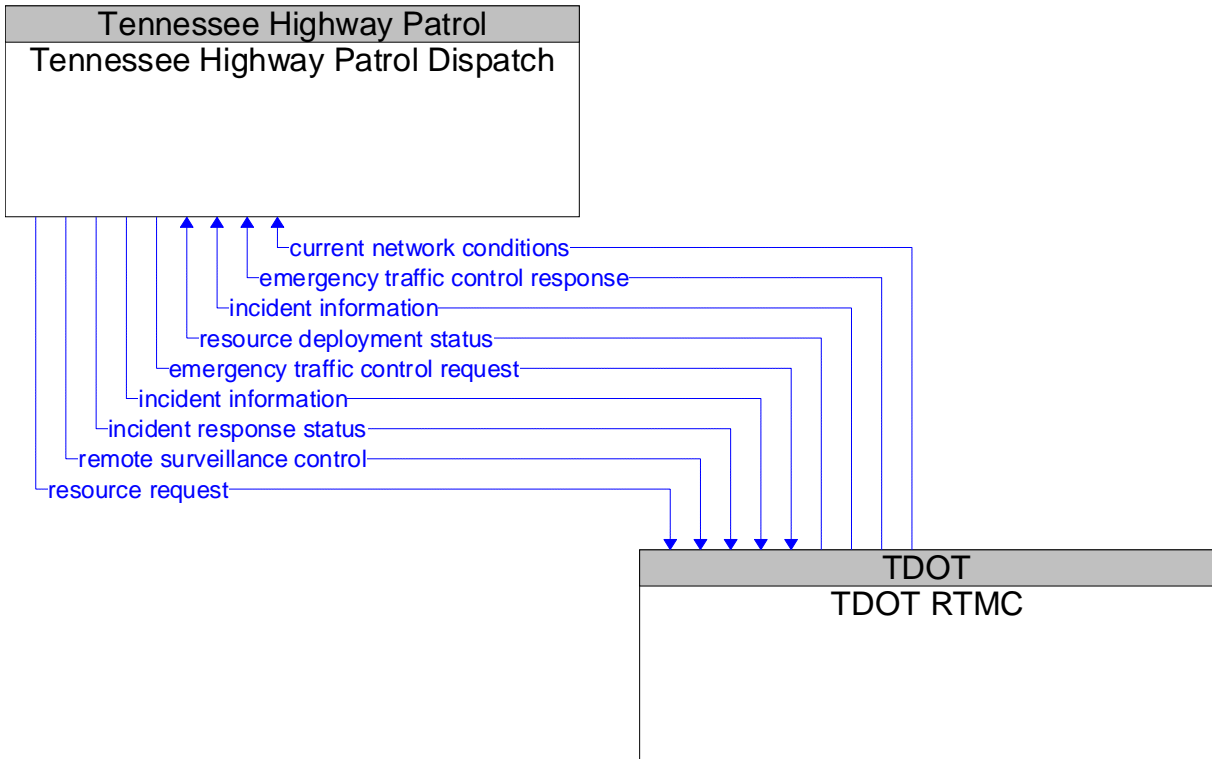 Tennessee Highway Patrol
Tennessee Highway Patrol Dispatch
current network conditions
emergency traffic control response
incident information
resource deployment status
emergency traffic control request
incident information
incident response status
remote surveillance control
resource request
TDOT
TDOT RTMC